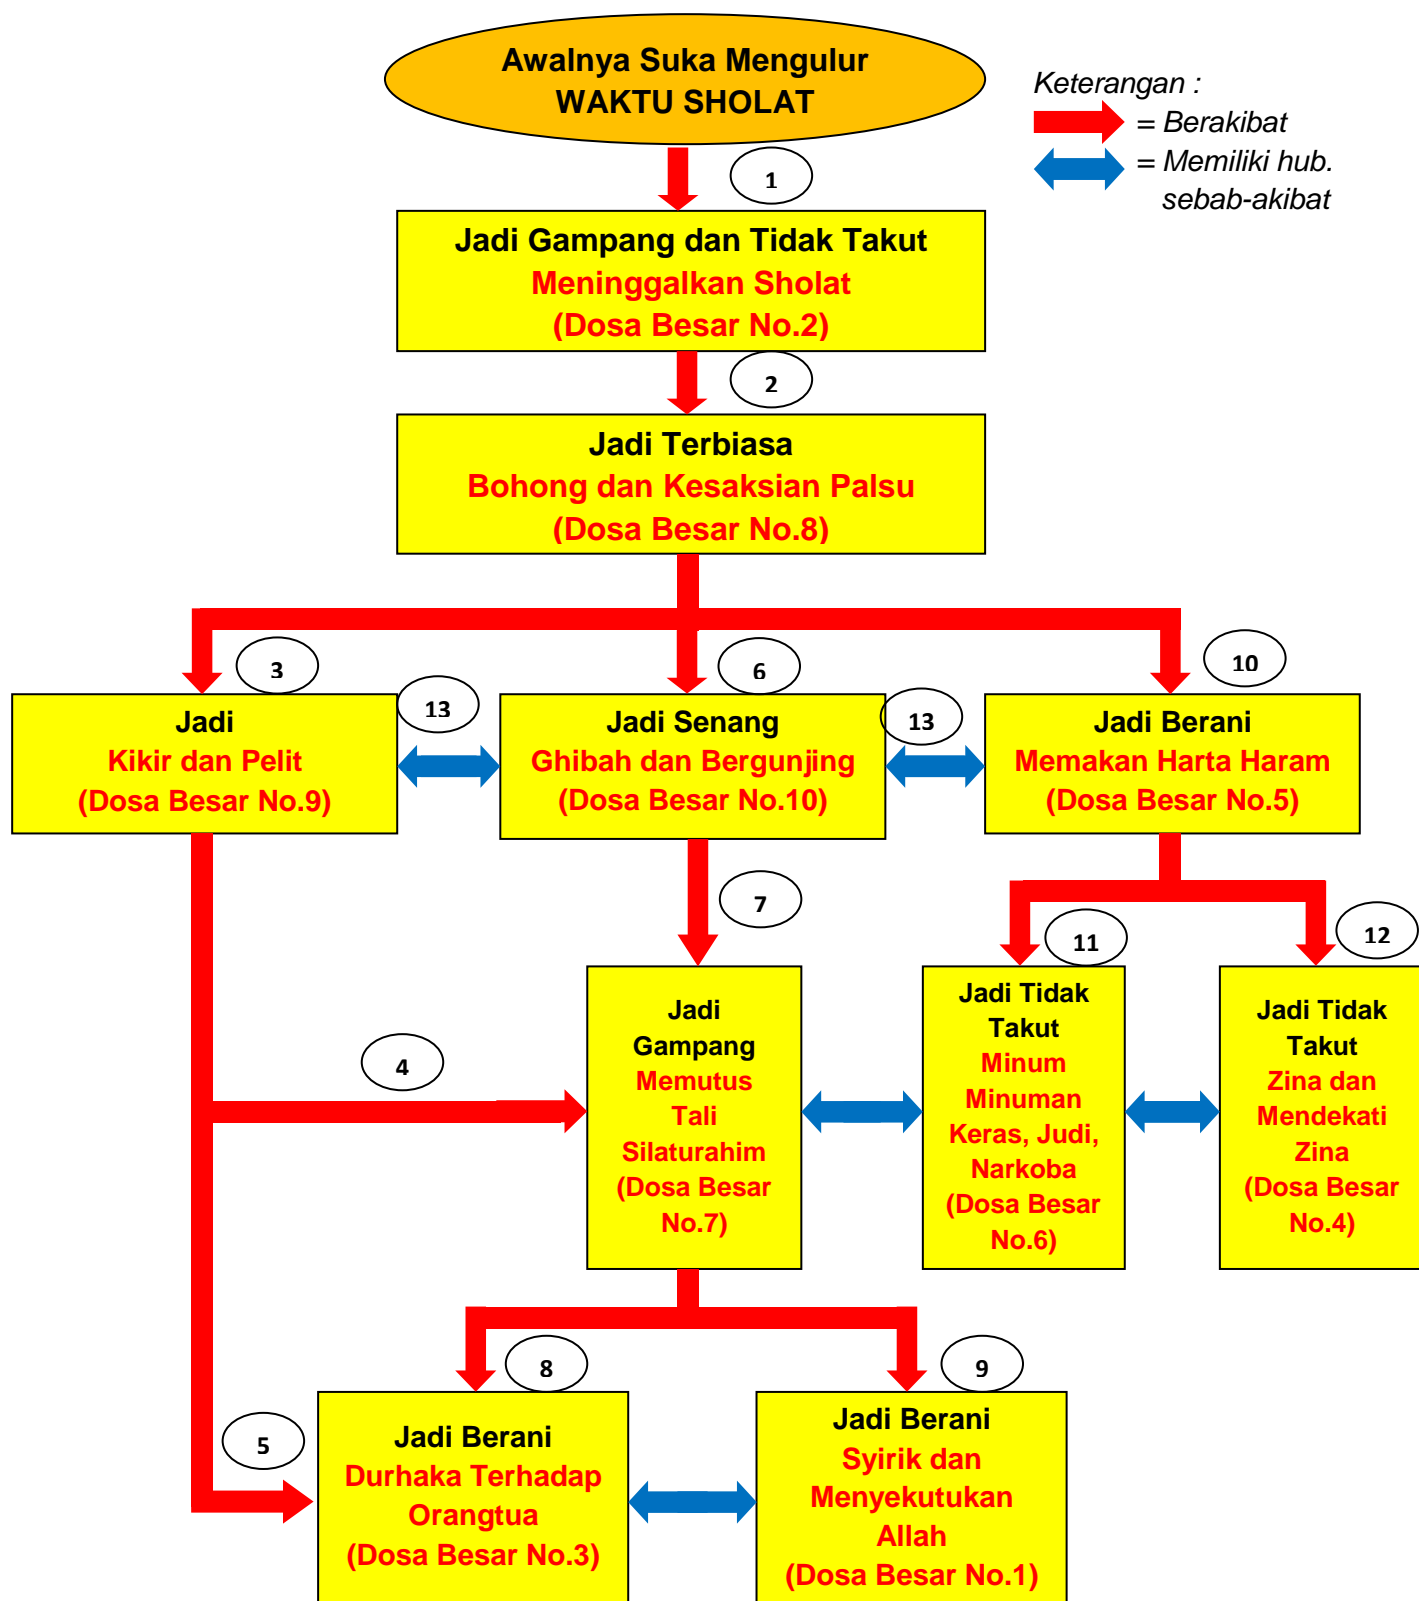 Awalnya Suka Mengulur
WAKTU SHOLAT
Keterangan :
= Berakibat
= Memiliki hub.
sebab-akibat
1
Jadi Gampang dan Tidak Takut
Meninggalkan Sholat
(Dosa Besar No.2)
2
Jadi Terbiasa
Bohong dan Kesaksian Palsu
(Dosa Besar No.8)
3
6
10
Jadi
Kikir dan Pelit
(Dosa Besar No.9)
13
Jadi Senang
Ghibah dan Bergunjing
(Dosa Besar No.10)
13
Jadi Berani
Memakan Harta Haram
(Dosa Besar No.5)
7
11
12
4
Jadi
Gampang
Memutus
Tali
Silaturahim
(Dosa Besar
No.7)
Jadi Tidak
Takut
Minum
Minuman
Keras, Judi,
Narkoba
(Dosa Besar
No.6)
Jadi Tidak
Takut
Zina dan
Mendekati
Zina
(Dosa Besar
No.4)
8
9
5
Jadi Berani
Durhaka Terhadap
Orangtua
(Dosa Besar No.3)
Jadi Berani
Syirik dan
Menyekutukan
Allah
(Dosa Besar No.1)